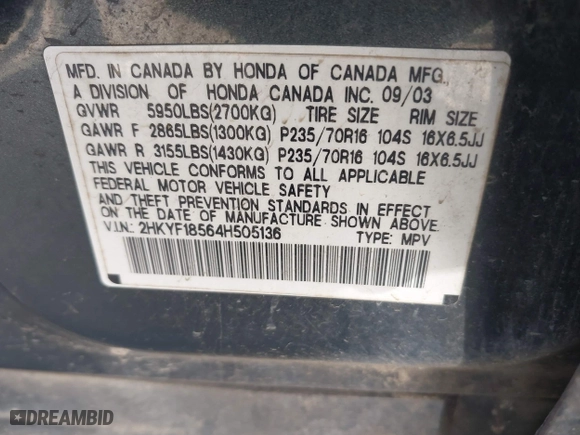 MFD. IN CANADA BY HONDA OF CANADA MFG.,
A DIVISION OF HONDA CANADA INC. 09/03
GVWR 5950LBS(2700KG) TIRE SIZE RIM SIZE
GAWR F 2865LBS(1300KG) P235/70R16 104S 16X6.5JJ
GAWR R 3155LBS(1430KG) P235/70R16 104S 16X6.5JJ
THIS VEHICLE CONFORMS TO ALL APPLICABLE
FEDERAL MOTOR VEHICLE SAFETY
AND THEFT PREVENTION STANDARDS IN EFFECT
ON THE DATE OF MANUFACTURE SHOWN ABOVE.
V.I.N.: 2HKYF18564H505136 TYPE: MPV
DREAMBID